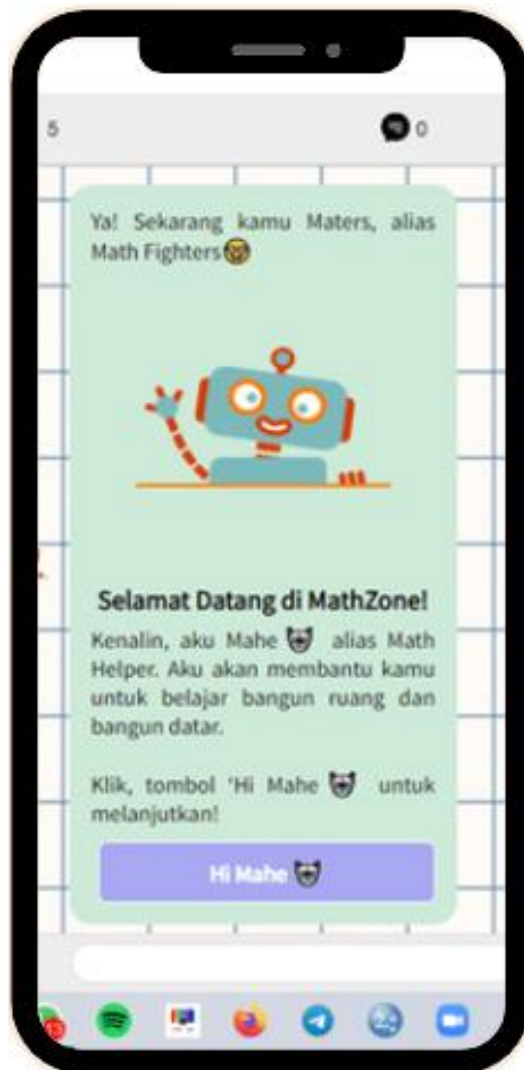 5
0
Ya! Sekarang kamu Maters, alias
Math Fighters
Selamat Datang di MathZone!
Kenalin, aku Mahe alias Math
Helper. Aku akan membantu kamu
untuk belajar bangun ruang dan
bangun datar.
Klik, tombol 'Hi Mahe untuk
melanjutkan!
Hi Mahe